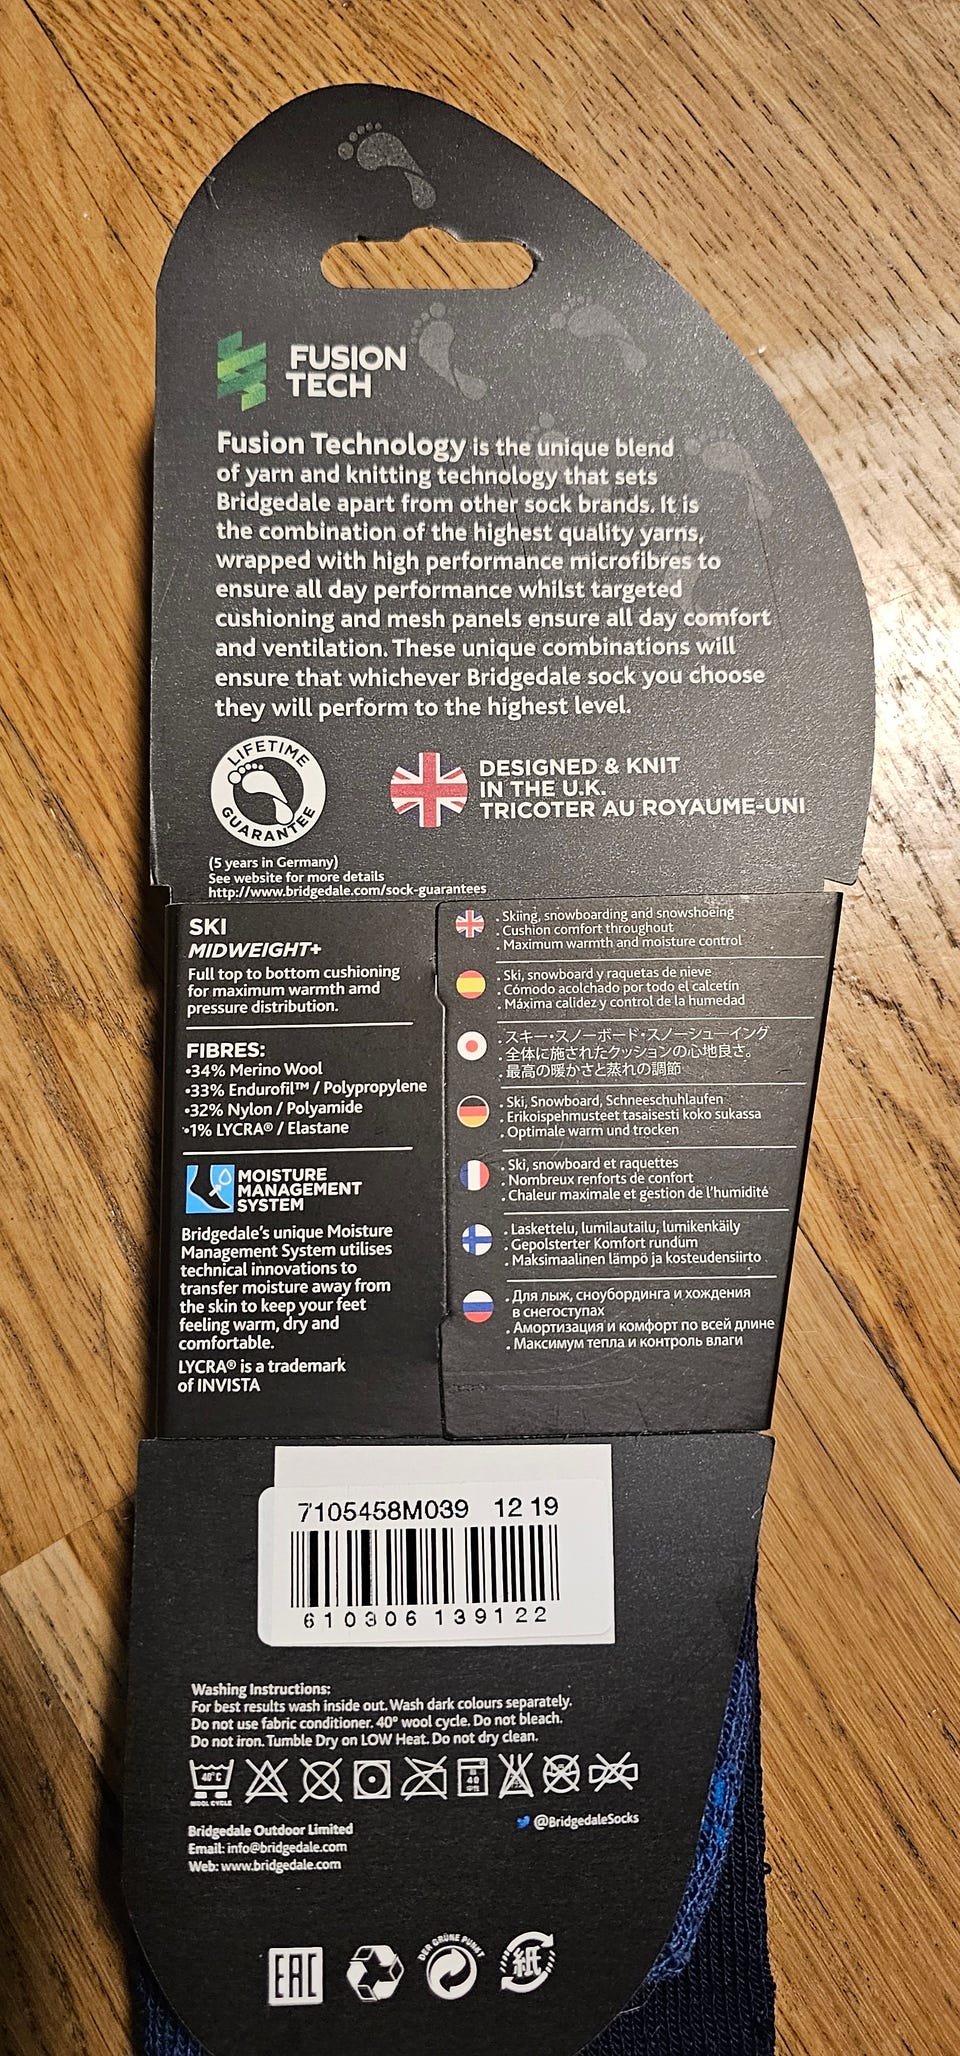 FUSION
TECH
Fusion Technology is the unique blend
of yarn and knitting technology that sets
Bridgedale apart from other sock brands. It is
the combination of the highest quality yarns,
wrapped with high performance microfibres to
ensure all day performance whilst targeted
cushioning and mesh panels ensure all day comfort
and ventilation. These unique combinations will
ensure that whichever Bridgedale sock you choose
they will perform to the highest level.
LIFETIME
GUARANTEE
DESIGNED & KNIT
IN THE U.K.
TRICOTER AU ROYAUME-UNI
(5 years in Germany)
See website for more details
http://www.bridgedale.com/sock-guarantees
SKI
MIDWEIGHT+
Full top to bottom cushioning
for maximum warmth amd
pressure distribution.
FIBRES:
•34% Merino Wool
•33% Endurofil™ / Polypropylene
•32% Nylon / Polyamide
•1% LYCRA® / Elastane
MOISTURE
MANAGEMENT
SYSTEM
Bridgedale's unique Moisture
Management System utilises
technical innovations to
transfer moisture away from
the skin to keep your feet
feeling warm, dry and
comfortable.
LYCRA® is a trademark
of INVISTA
. Skiing, snowboarding and snowshoeing
. Cushion comfort throughout
. Maximum warmth and moisture control
. Ski, snowboard y raquetas de nieve
. Cómodo acolchado por todo el calcetín
. Máxima calidez y control de la humedad
. スキー・スノーボード・スノーシューイング
. 全体に施されたクッションの心地良さ。
. 最高の暖かさと蒸れの調節
. Ski, Snowboard, Schneeschuhlaufen
. Erikoispehmusteet tasaisesti koko sukassa
. Optimale warm und trocken
. Ski, snowboard et raquettes
. Nombreux renforts de confort
. Chaleur maximale et gestion de l'humidité
. Laskettelu, lumilautailu, lumikenkäily
. Gepolsterter Komfort rundum
. Maksimaalinen lämpö ja kosteudensiirto
. Для лыж, сноубординга и хождения
в снегоступах
. Амортизация и комфорт по всей длине
. Максимум тепла и контроль влаги
7105458M039 12 19
610306 139122
Washing Instructions:
For best results wash inside out. Wash dark colours separately.
Do not use fabric conditioner. 40° wool cycle. Do not bleach.
Do not iron. Tumble Dry on LOW Heat. Do not dry clean.
40°C
WOOL CYCLE
40
中性
Bridgedale Outdoor Limited
Email: info@bridgedale.com
Web: www.bridgedale.com
@BridgedaleSocks
EAC
DER GRÜNE PUNKT
紙